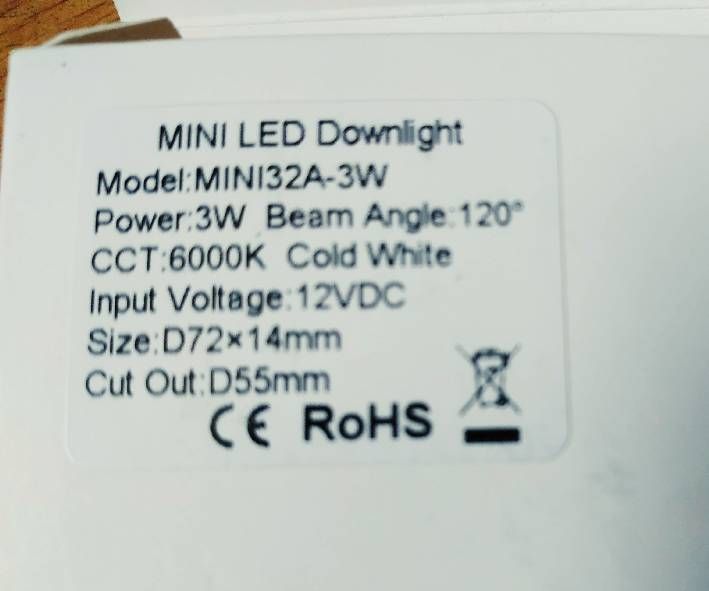 MINI LED Downlight
Model:MINI32A-3W
Power:3W Beam Angle:120°
CCT:6000K Cold White
Input Voltage:12VDC
Size:D72×14mm
Cut Out:D55mm
CE RoHS